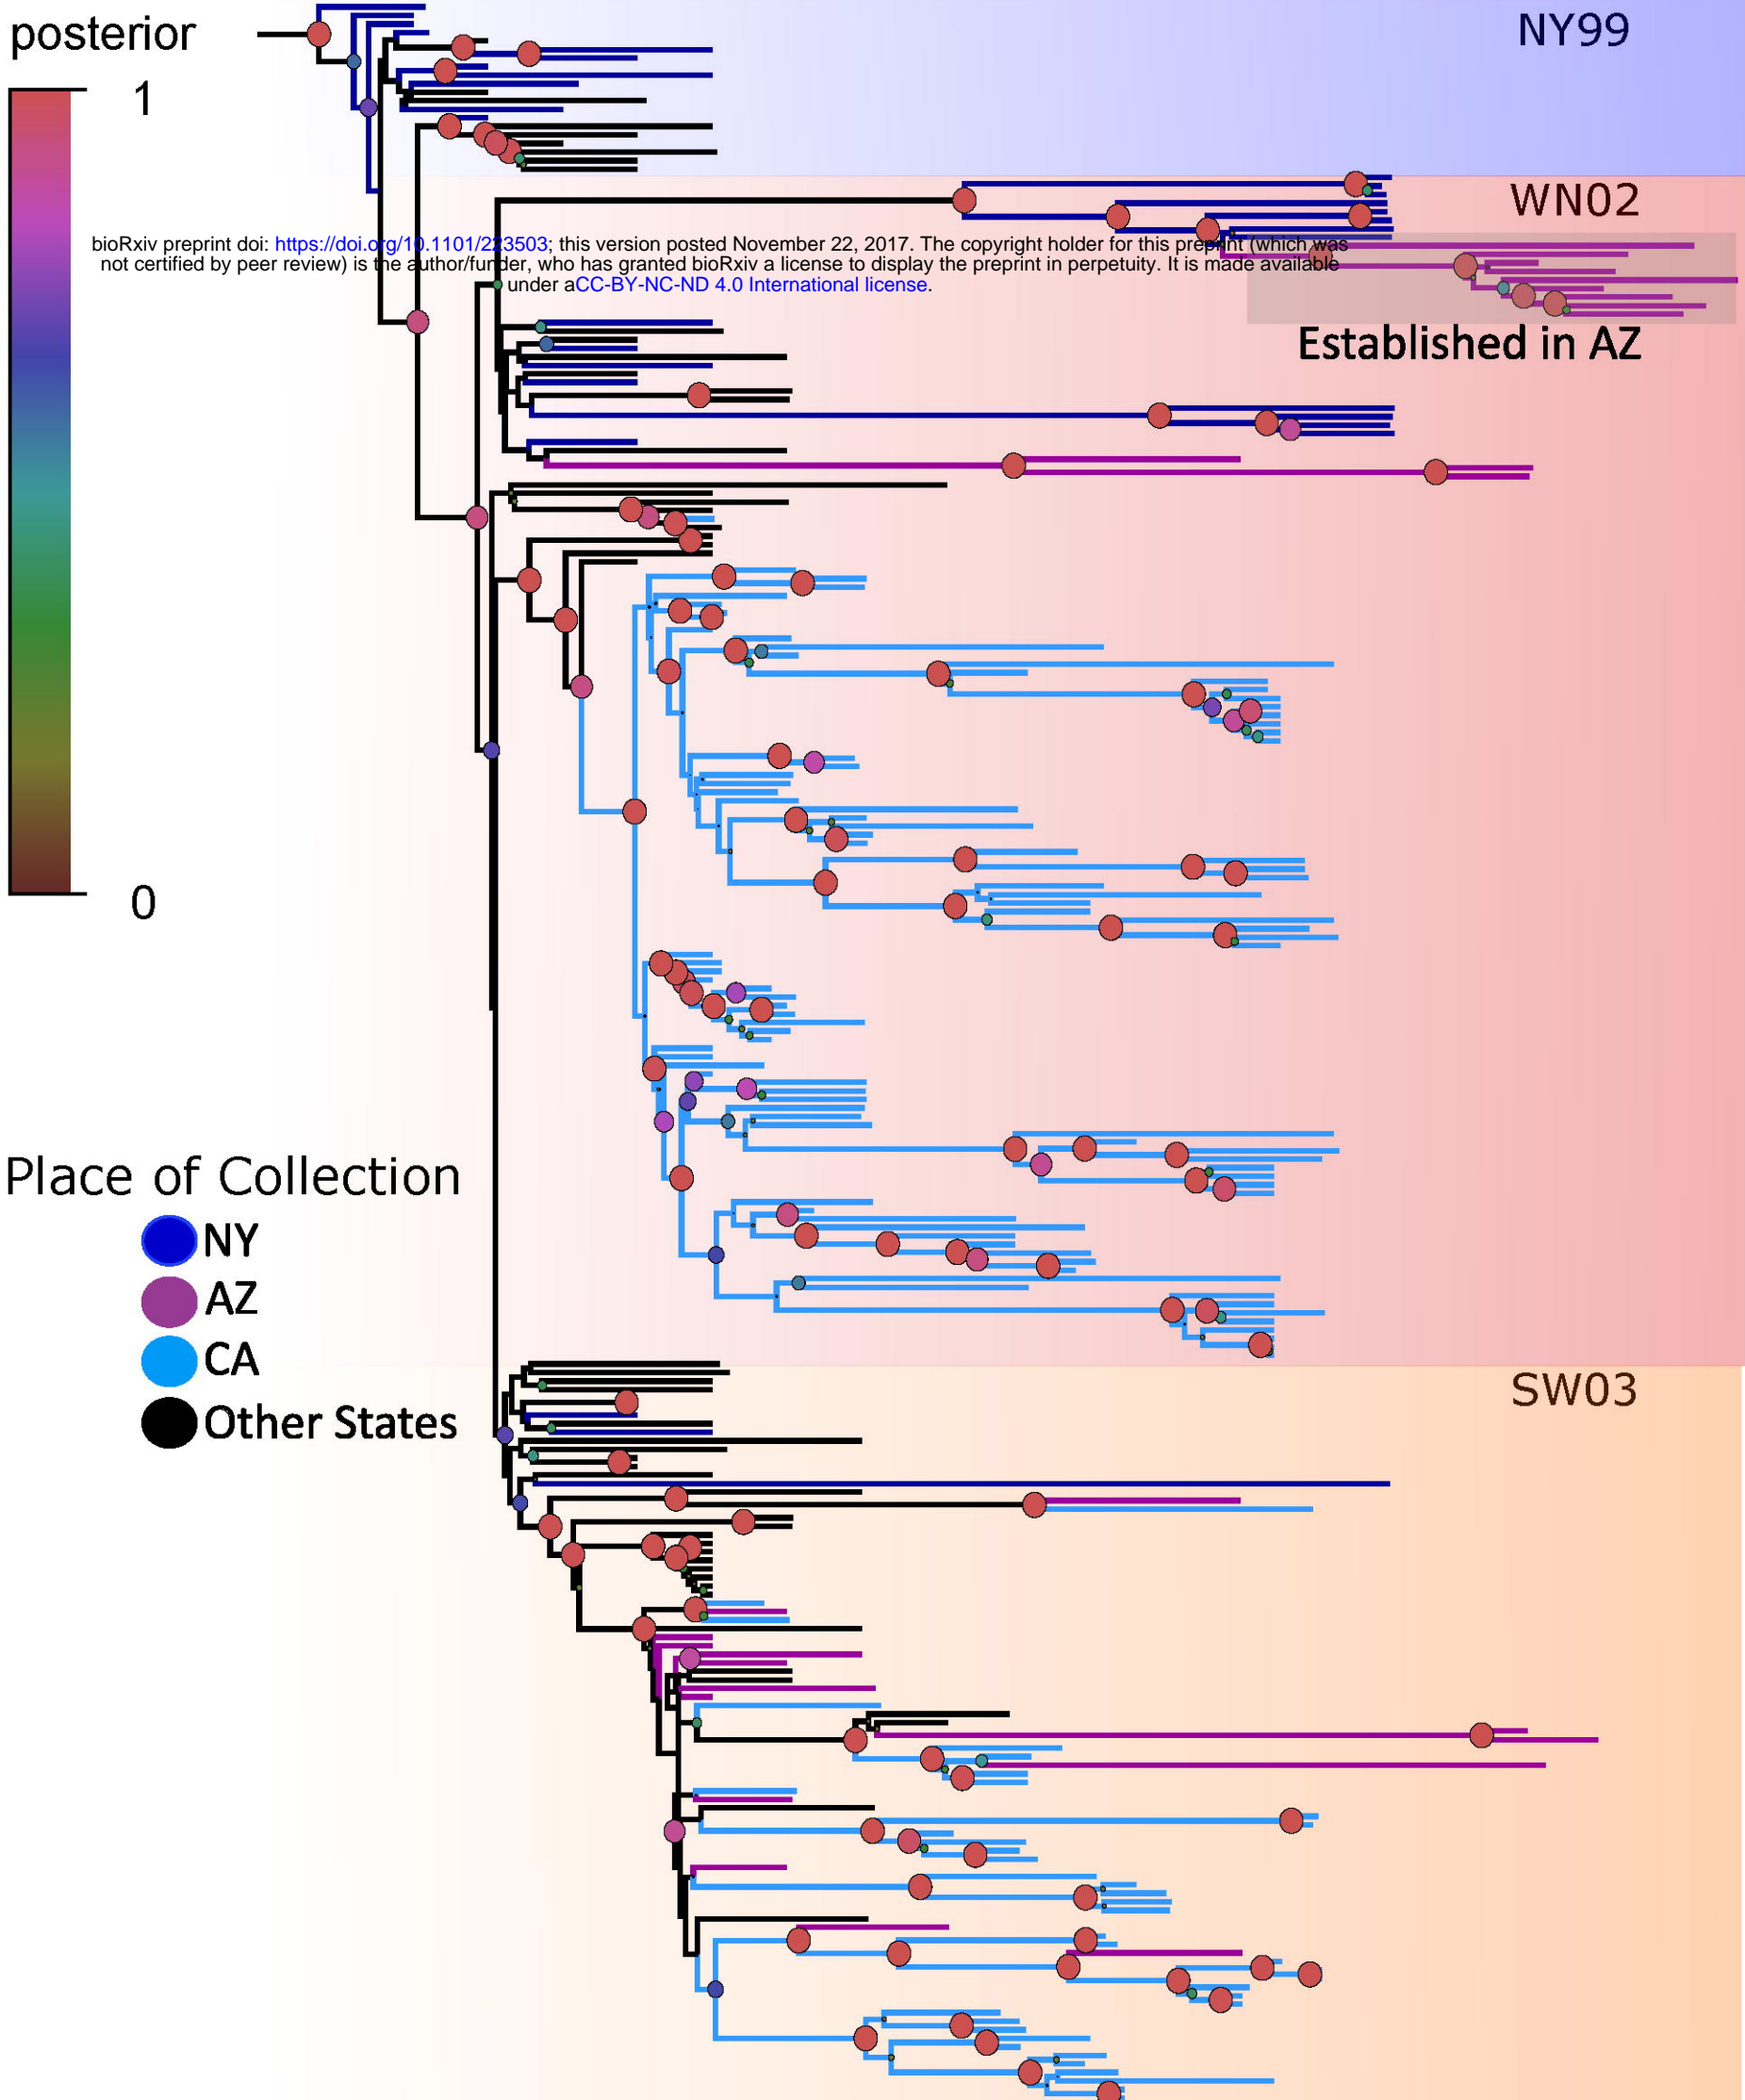 posterior
NY99
1
WN02
bioRxiv preprint doi: https://doi.org/10.1101/223503; this version posted November 22, 2017. The copyright holder for this preprint (which was
not certified by peer review) is the author/funder, who has granted bioRxiv a license to display the preprint in perpetuity. It is made available
under aCC-BY-NC-ND 4.0 International license.
Established in AZ
0
Place of Collection
NY
AZ
CA
SW03
Other States